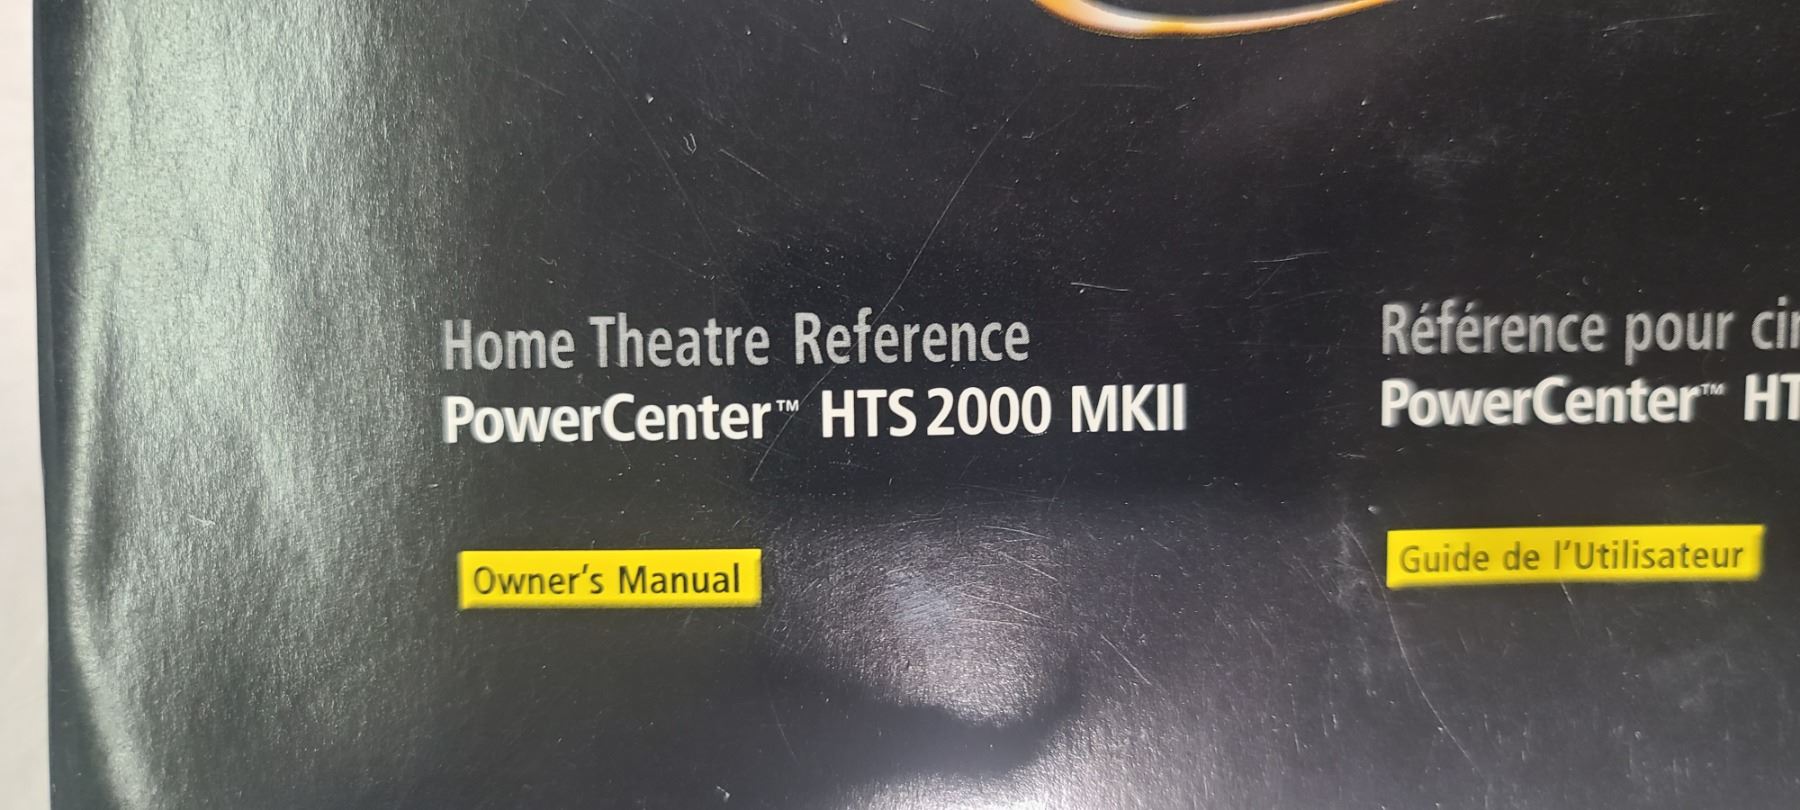 Home Theatre Reference
PowerCenter™ HTS 2000 MKII
Owner's Manual
Référence pour
PowerCenter™
Guide de l'Utilisateur